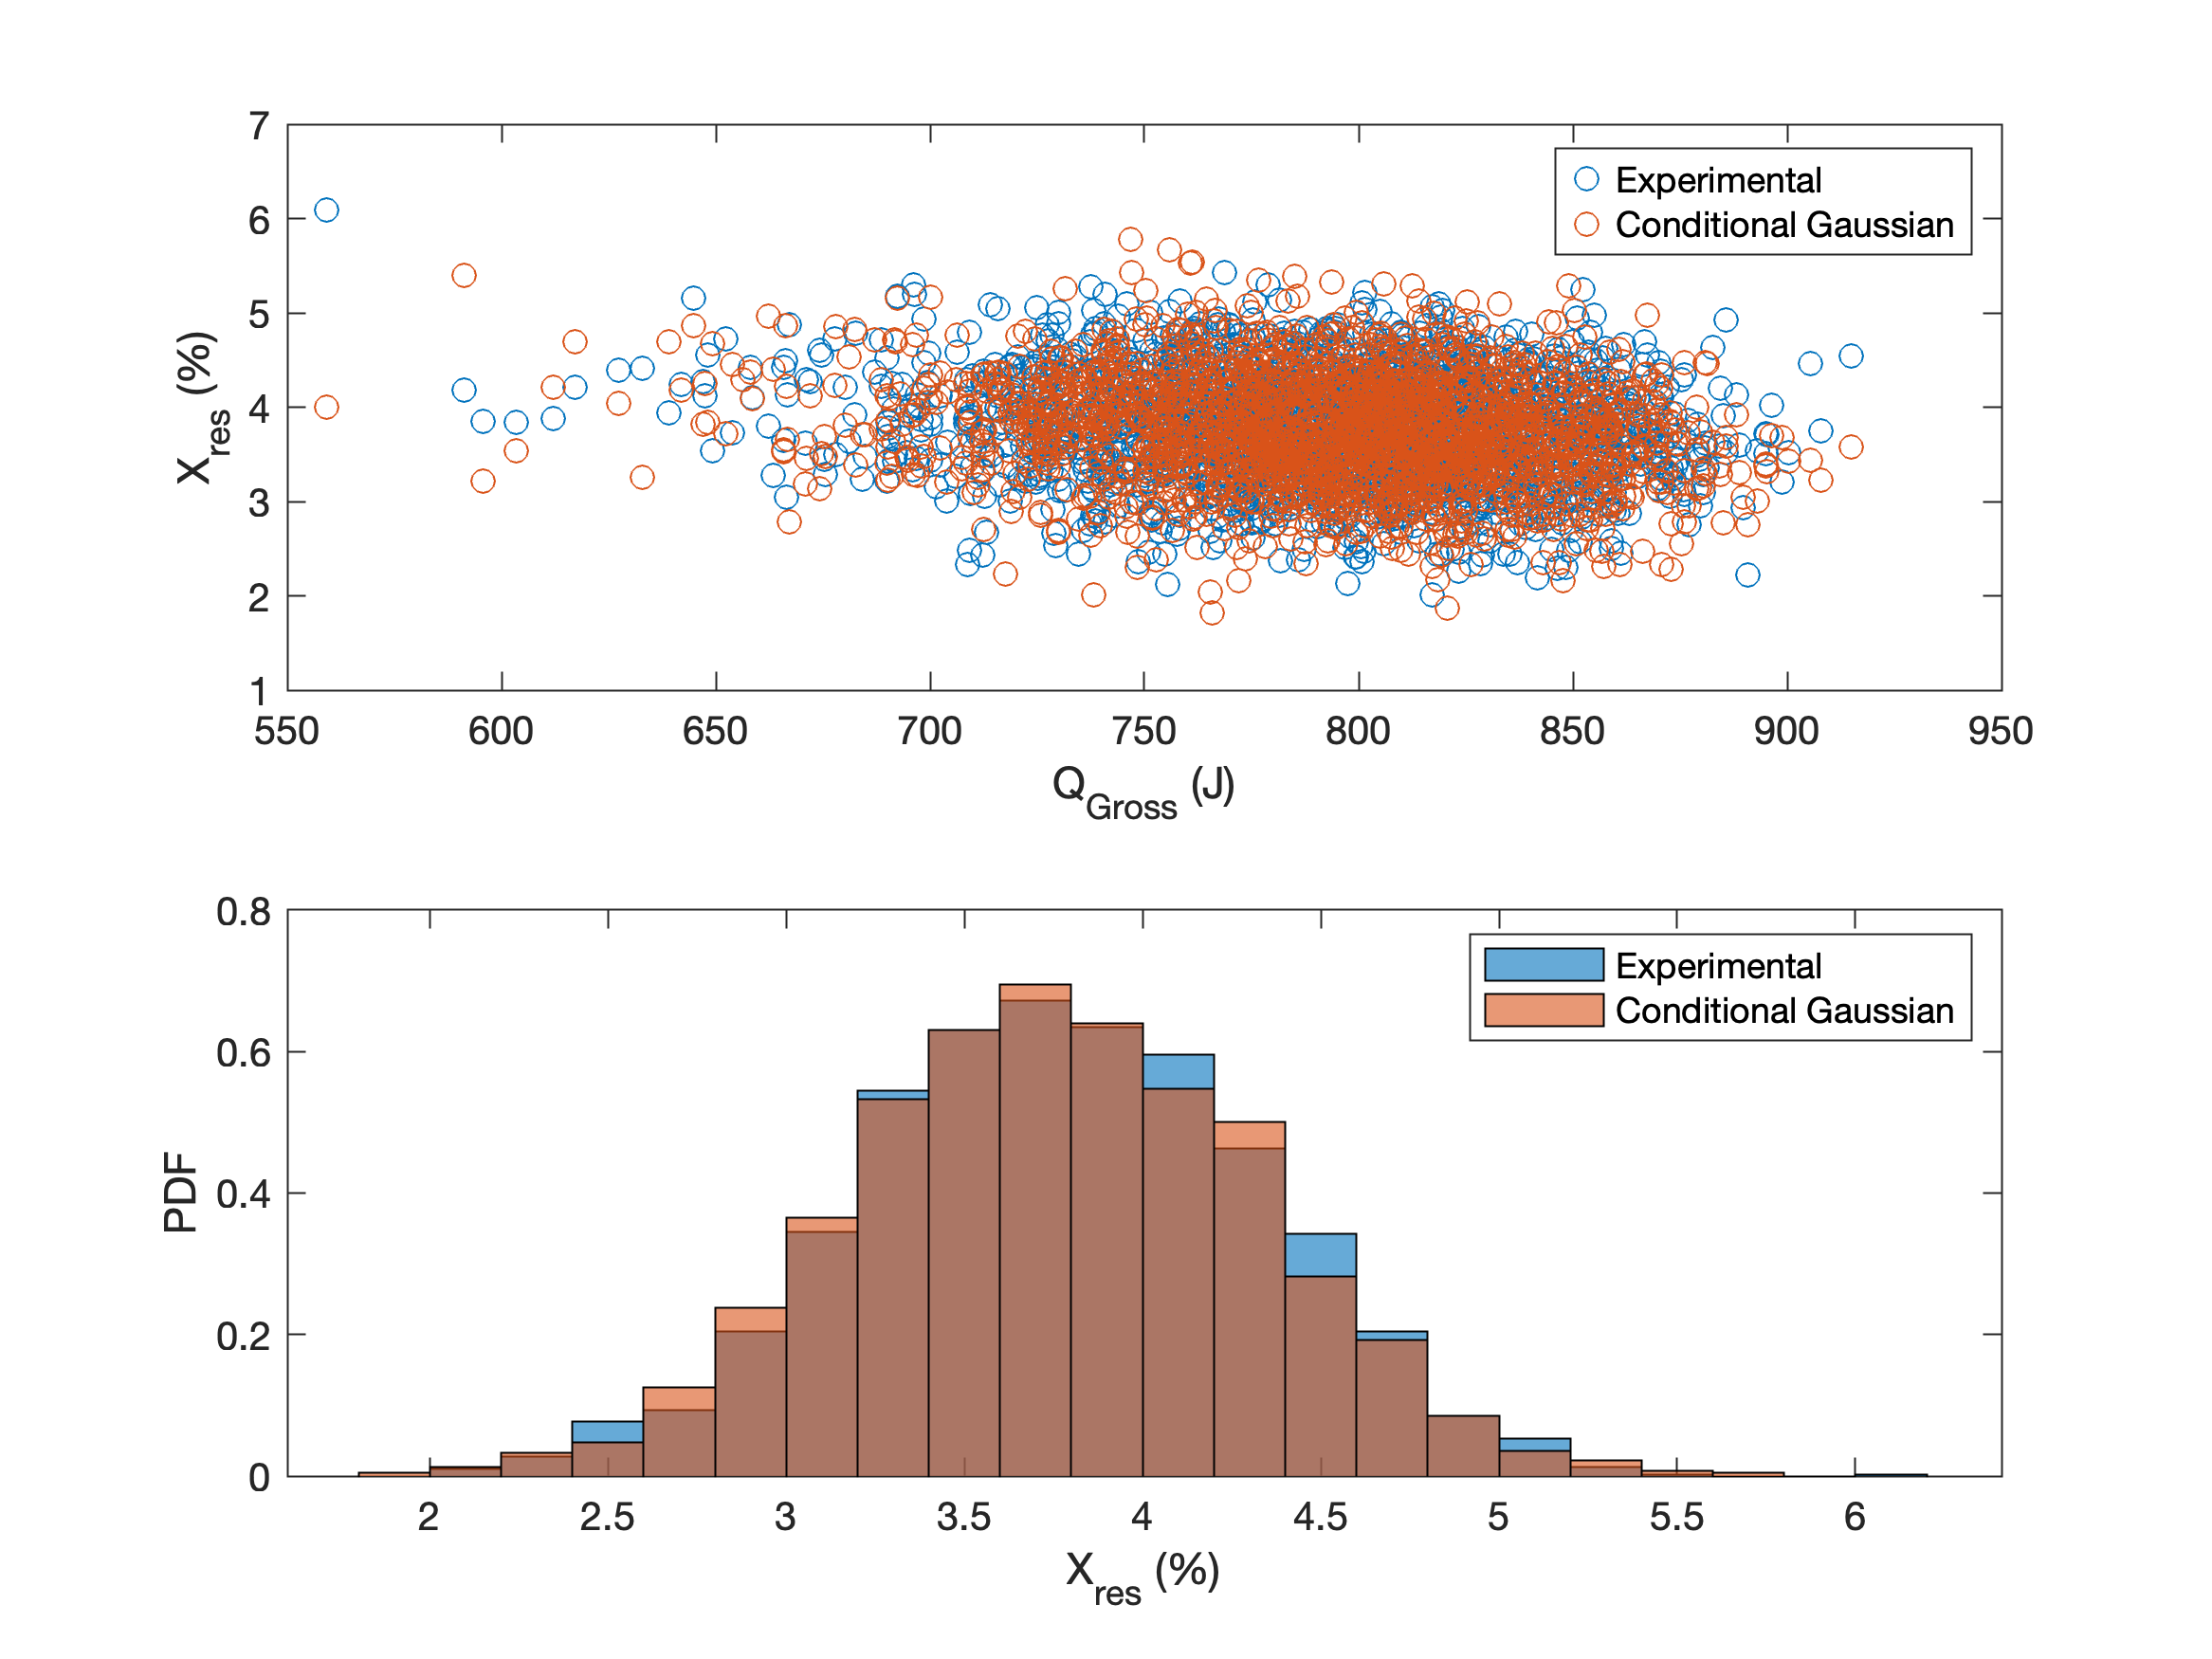 7
6
5
4
3
2
1
X_res (%)
Experimental
Conditional Gaussian
550 600 650 700 750 800 850 900 950
Q_Gross (J)
0.8
0.6
0.4
0.2
0
PDF
Experimental
Conditional Gaussian
2 2.5 3 3.5 4 4.5 5 5.5 6
X_res (%)